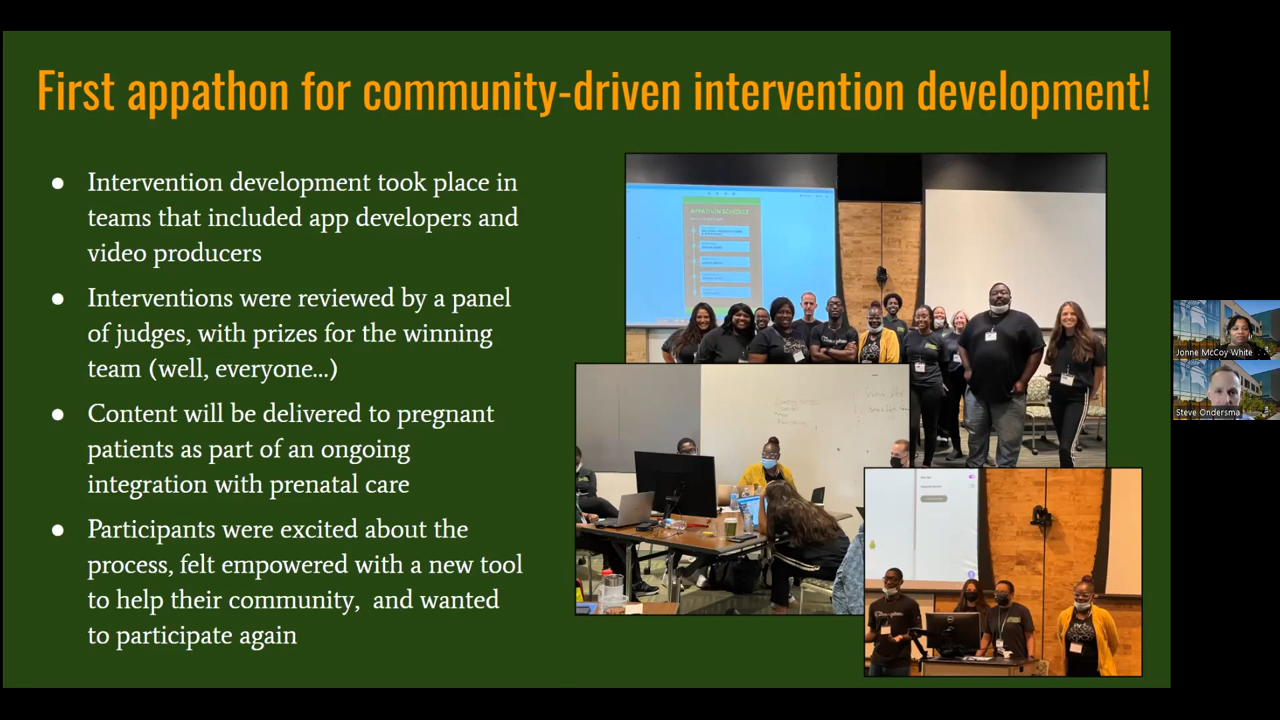 First appathon for community-driven intervention development!
● Intervention development took place in
teams that included app developers and
video producers
● Interventions were reviewed by a panel
of judges, with prizes for the winning
team (well, everyone...)
● Content will be delivered to pregnant
patients as part of an ongoing
integration with prenatal care
● Participants were excited about the
process, felt empowered with a new tool
to help their community,  and wanted
to participate again
APPATHON SCHEDULE
Jonne McCoy White
Steve Ondersma